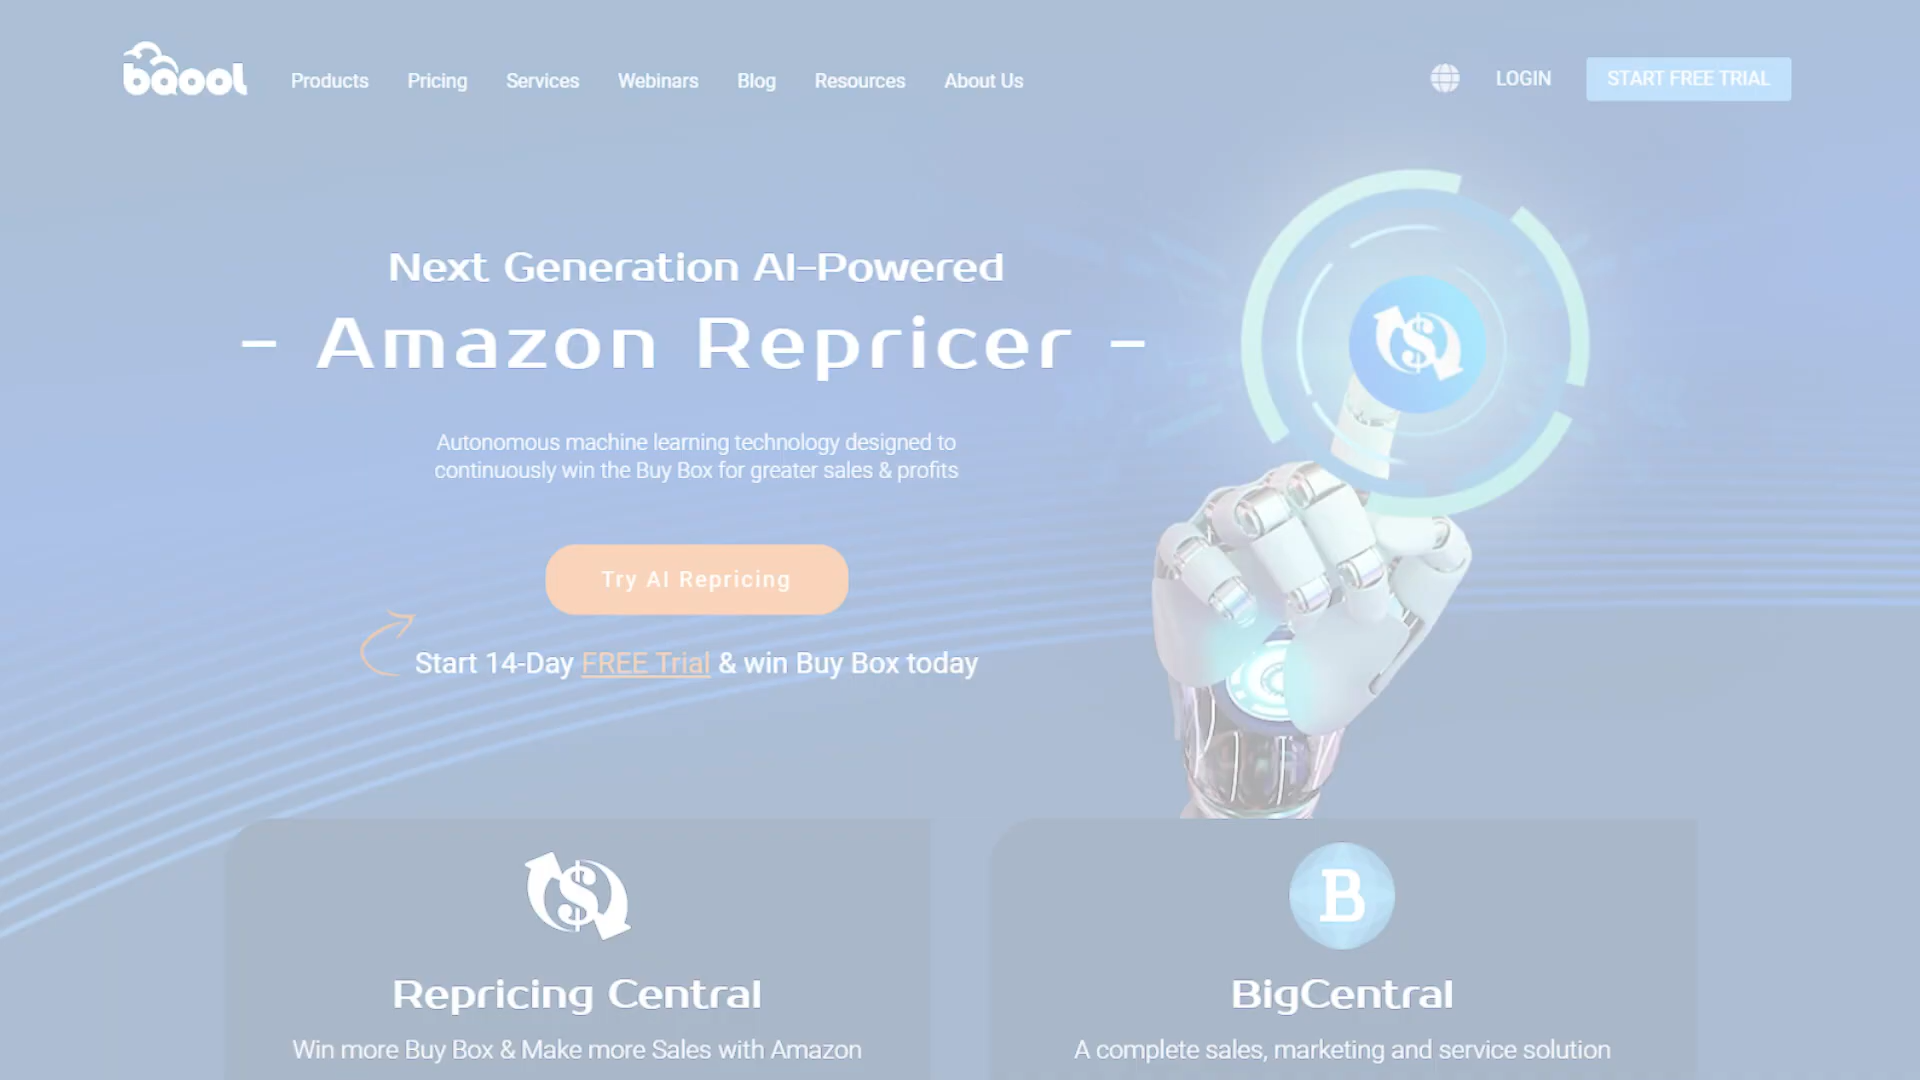 bqool
Products
Pricing
Services
Webinars
Blog
Resources
About Us
LOGIN
START FREE TRIAL
Next Generation AI-Powered
- Amazon Repricer -
Autonomous machine learning technology designed to
continuously win the Buy Box for greater sales & profits
Try AI Repricing
Start 14-Day FREE Trial & win Buy Box today
$
$
Repricing Central
Win more Buy Box & Make more Sales with Amazon
B
BigCentral
A complete sales, marketing and service solution